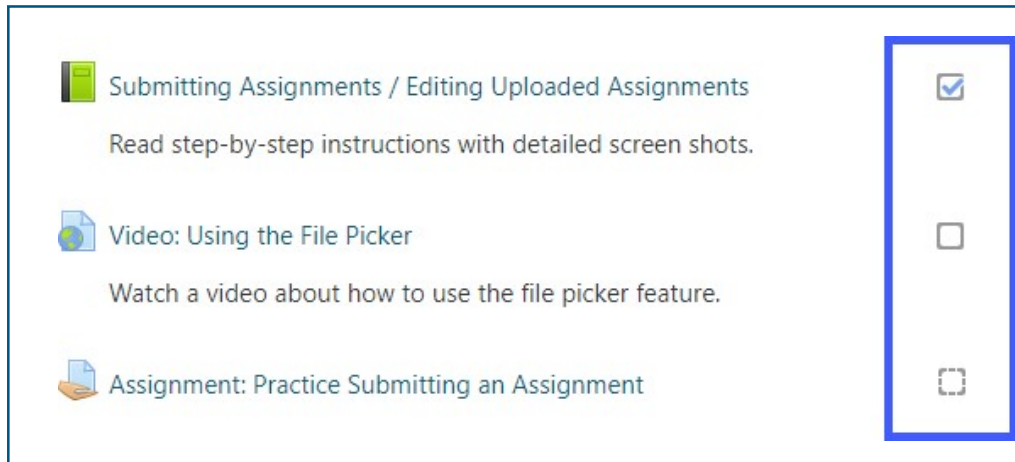 Submitting Assignments / Editing Uploaded Assignments
Read step-by-step instructions with detailed screen shots.
Video: Using the File Picker
Watch a video about how to use the file picker feature.
Assignment: Practice Submitting an Assignment